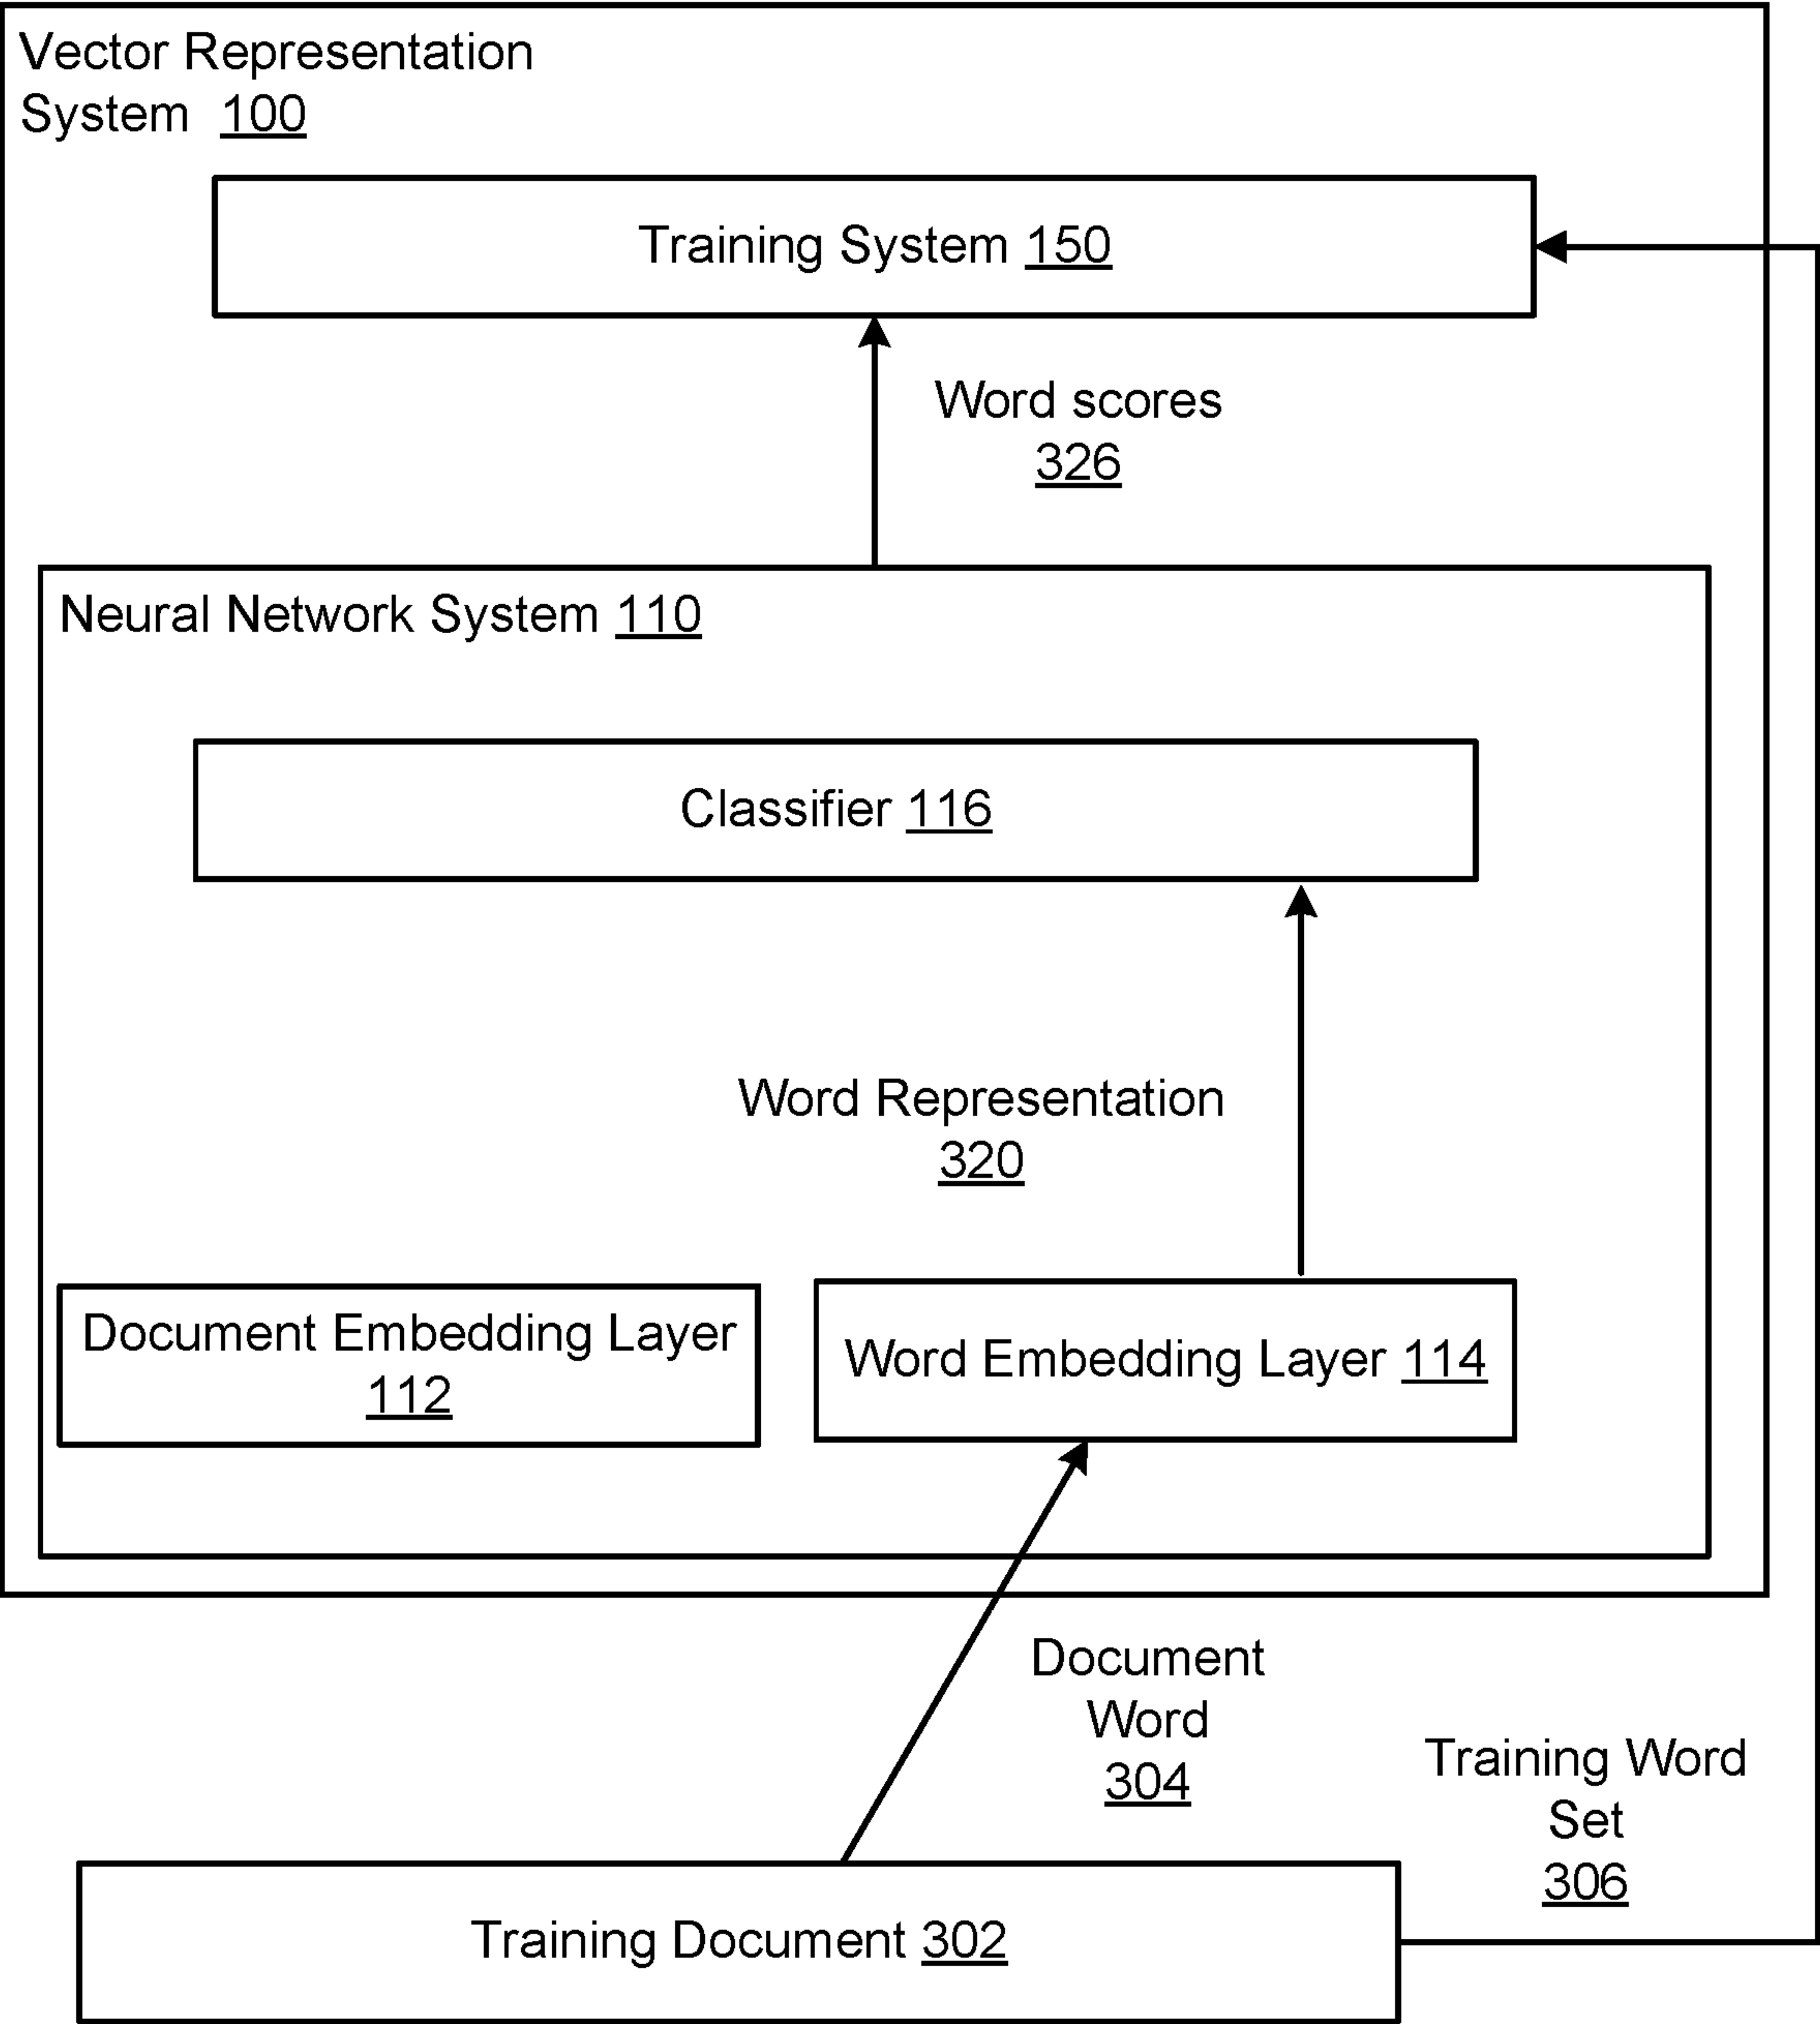 Vector Representation
System 100
Training System 150
Word scores
326
Neural Network System 110
Classifier 116
Word Representation
320
Document Embedding Layer
112
Word Embedding Layer 114
Document
Word
304
Training Word
Set
306
Training Document 302